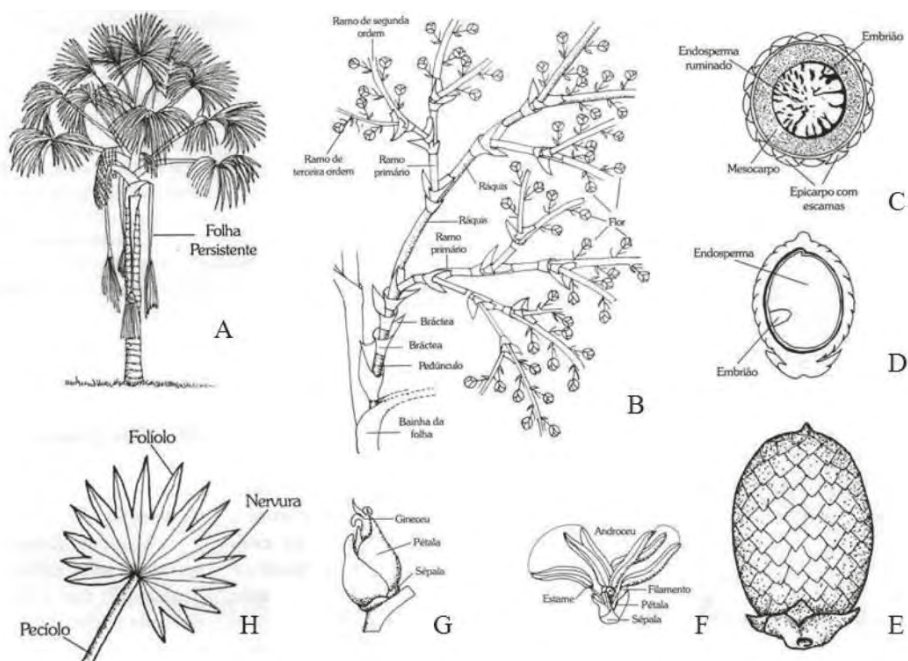 Folha
Persistente
A
Ramo de segunda
ordem
Ramo de
terceira ordem
Ramo
primário
Ráquis
Ráquis
Flor
Ramo
primário
Bráctea
Bráctea
Pedúnculo
Bainha da
folha
B
Embrião
Endosperma
ruminado
Mesocarpo
Epicarpo com
escamas
C
Endosperma
Embrião
D
E
Folíolo
Nervura
Pecíolo
H
Gineceu
Pétala
Sépala
G
Androceu
Estame
Filamento
Pétala
Sépala
F